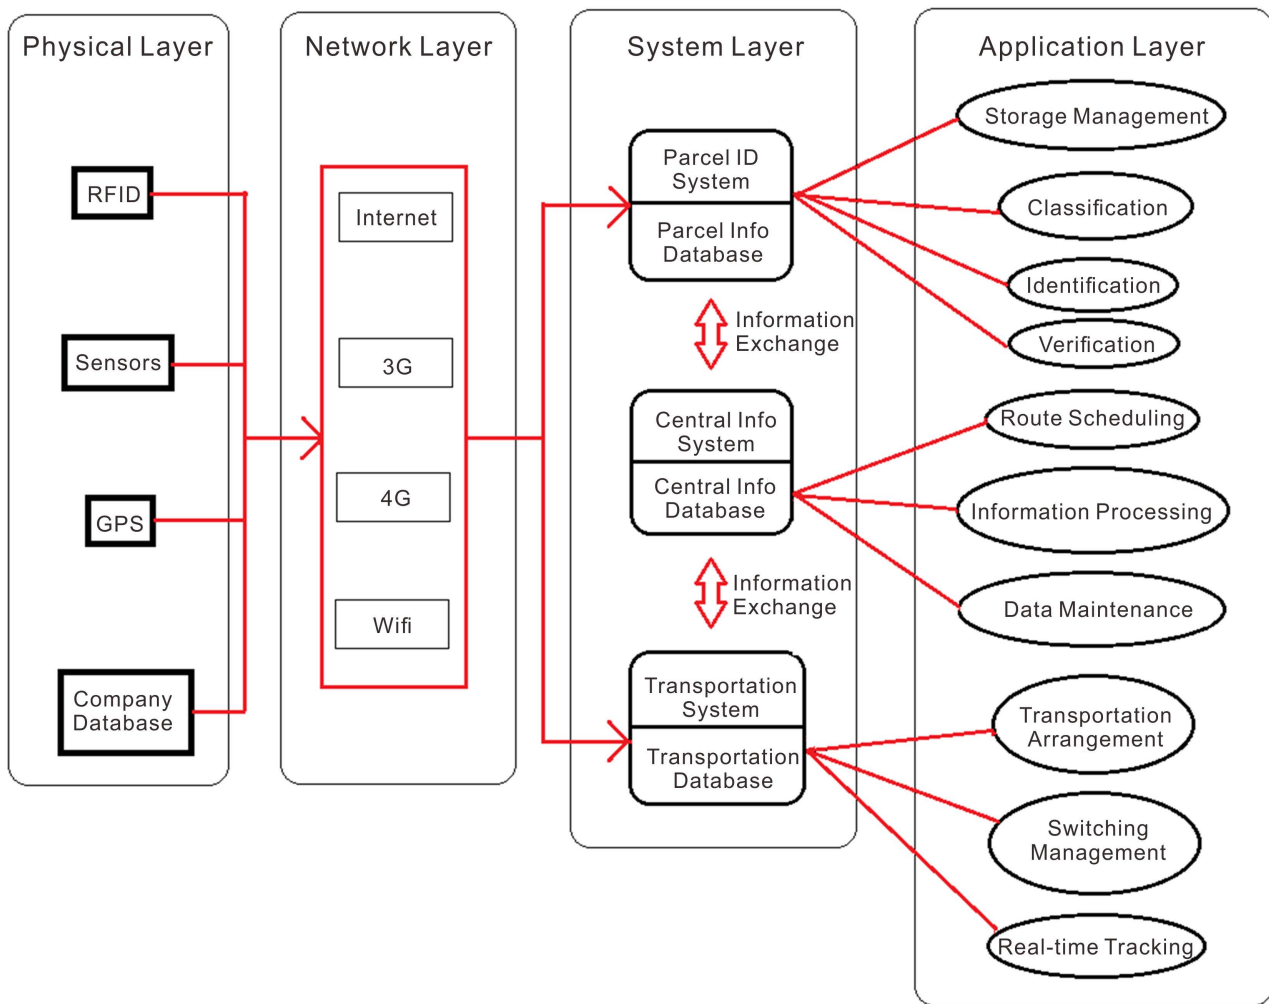 Physical Layer
RFID
Sensors
GPS
Company
Database
Network Layer
Internet
3G
4G
Wifi
System Layer
Parcel ID
System
Parcel Info
Database
Information
Exchange
Central Info
System
Central Info
Database
Information
Exchange
Transportation
System
Transportation
Database
Application Layer
Storage Management
Classification
Identification
Verification
Route Scheduling
Information Processing
Data Maintenance
Transportation
Arrangement
Switching
Management
Real-time Tracking